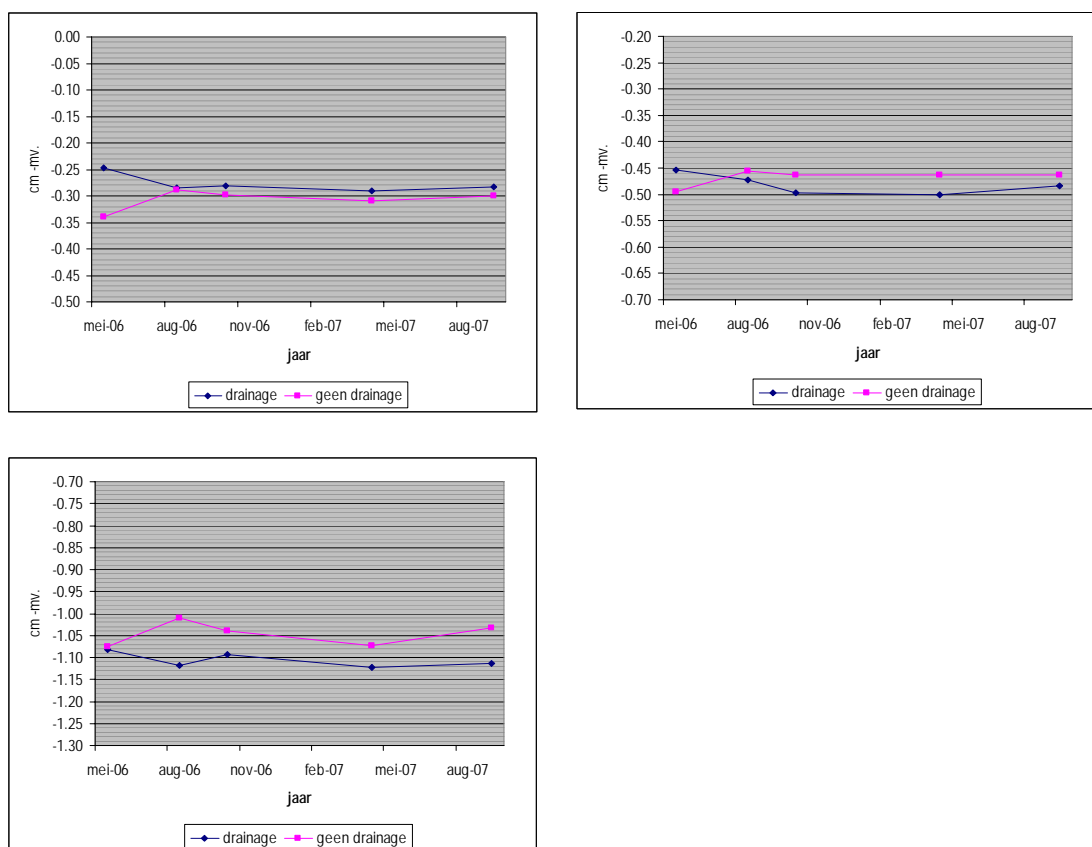 0.00
-0.05
-0.10
-0.15
-0.20
-0.25
-0.30
-0.35
-0.40
-0.45
-0.50
cm -mv.
mei-06 aug-06 nov-06 feb-07 mei-07 aug-07
jaar
drainage geen drainage
-0.20
-0.25
-0.30
-0.35
-0.40
-0.45
-0.50
-0.55
-0.60
-0.65
-0.70
cm -mv.
mei-06 aug-06 nov-06 feb-07 mei-07 aug-07
jaar
drainage geen drainage
-0.70
-0.75
-0.80
-0.85
-0.90
-0.95
-1.00
-1.05
-1.10
-1.15
-1.20
-1.25
-1.30
cm -mv.
mei-06 aug-06 nov-06 feb-07 mei-07 aug-07
jaar
drainage geen drainage